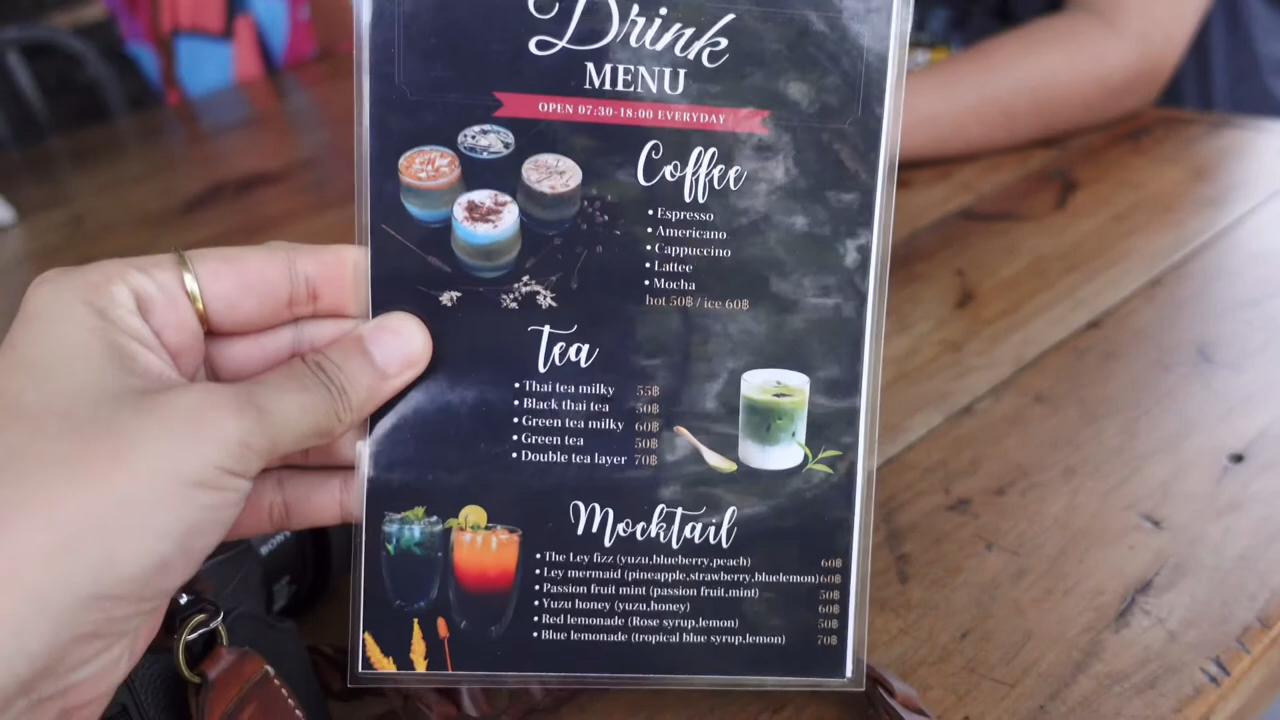 Drink
MENU
OPEN 07:30-18:00 EVERYDAY
Coffee
• Espresso
• Americano
• Cappuccino
• Lattee
• Mocha
hot 50฿ / ice 60฿
Tea
• Thai tea milky 55฿
• Black thai tea 50฿
• Green tea milky 60฿
• Green tea 50฿
• Double tea layer 70฿
Mocktail
• The Ley fizz (yuzu,blueberry,peach) 60฿
• Ley mermaid (pineapple,strawberry,bluelemon) 60฿
• Passion fruit mint (passion fruit,mint) 50฿
• Yuzu honey (yuzu,honey) 60฿
• Red lemonade (Rose syrup,lemon) 50฿
• Blue lemonade (tropical blue syrup,lemon) 70฿
SONY